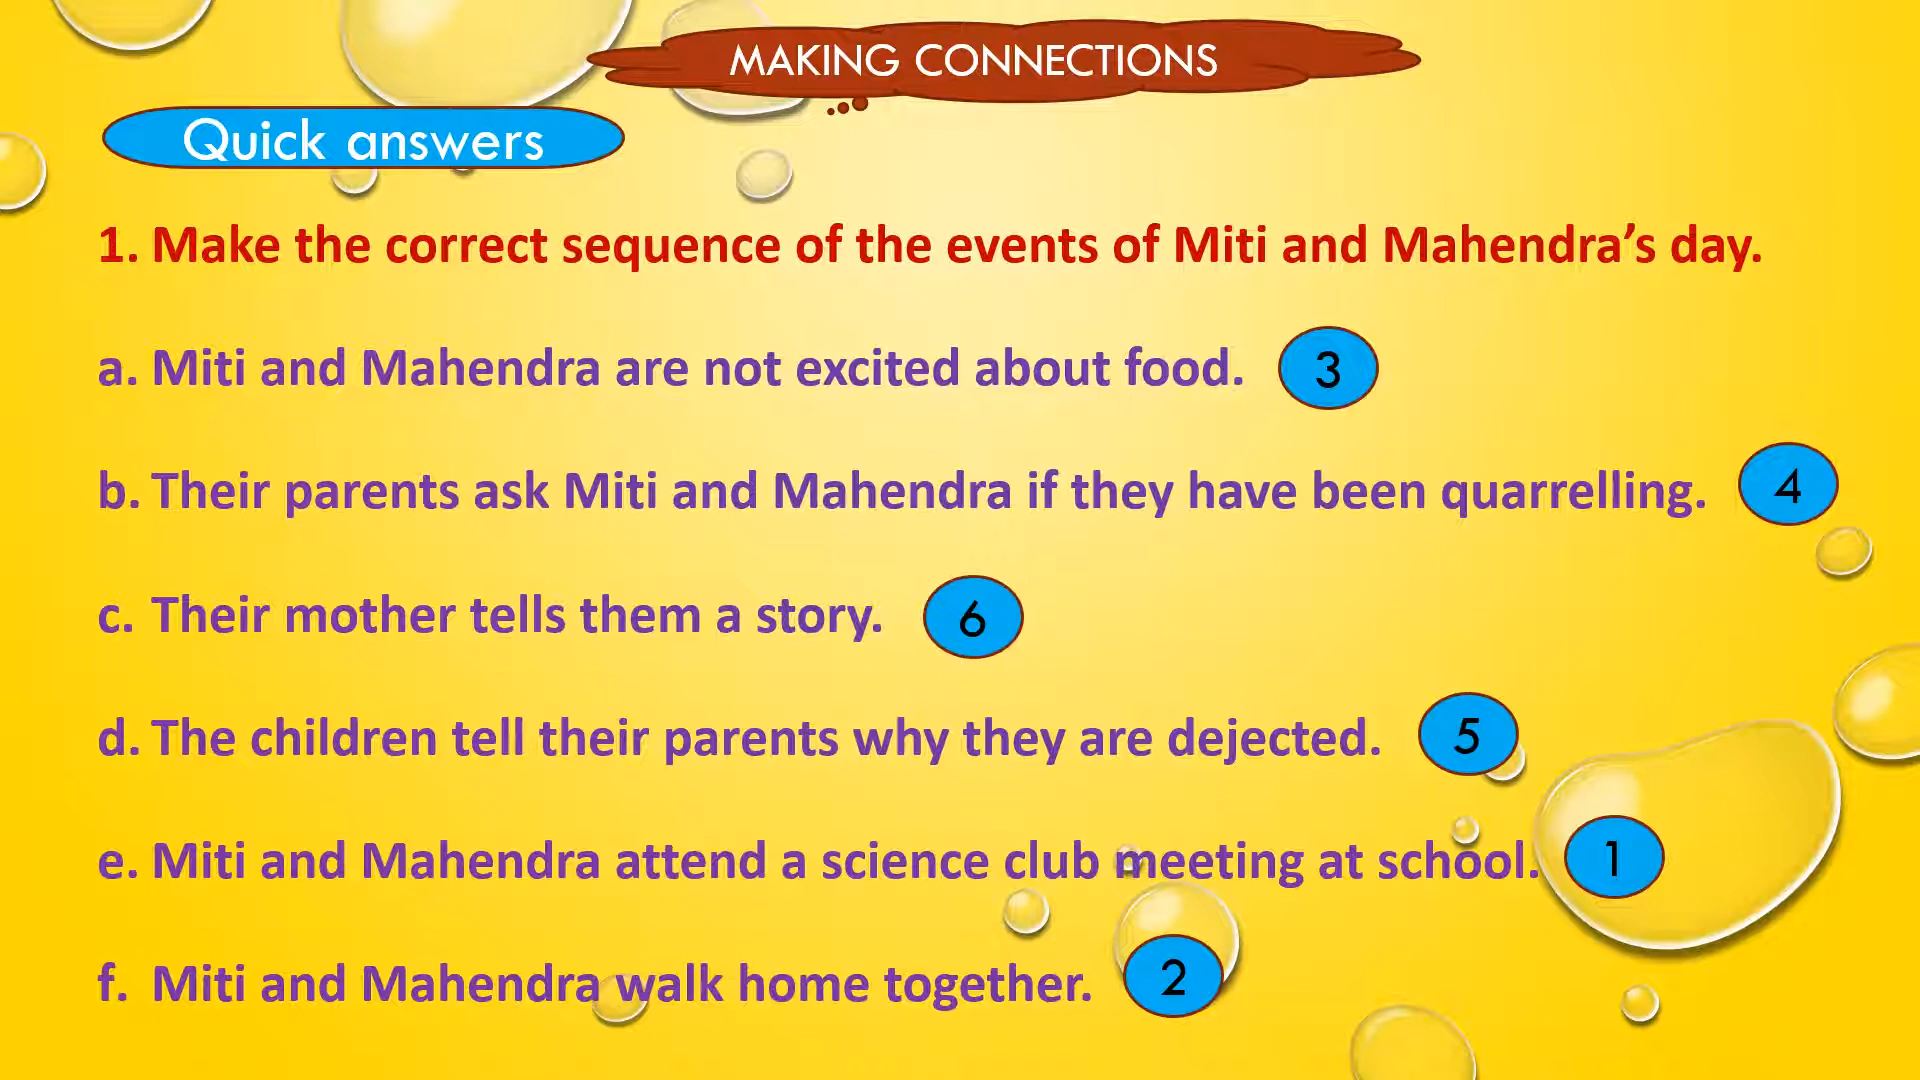 MAKING CONNECTIONS
Quick answers
1. Make the correct sequence of the events of Miti and Mahendra’s day.
a. Miti and Mahendra are not excited about food. 3
b. Their parents ask Miti and Mahendra if they have been quarrelling. 4
c. Their mother tells them a story. 6
d. The children tell their parents why they are dejected. 5
e. Miti and Mahendra attend a science club meeting at school. 1
f. Miti and Mahendra walk home together. 2